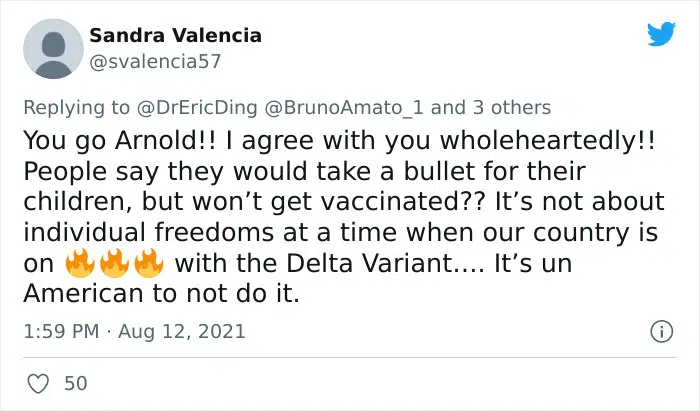 Sandra Valencia
@svalencia57
Replying to @DrEricDing @BrunoAmato_1 and 3 others
You go Arnold!! I agree with you wholeheartedly!!
People say they would take a bullet for their
children, but won’t get vaccinated?? It’s not about
individual freedoms at a time when our country is
on 🔥🔥🔥 with the Delta Variant.... It’s un
American to not do it.
1:59 PM · Aug 12, 2021
50